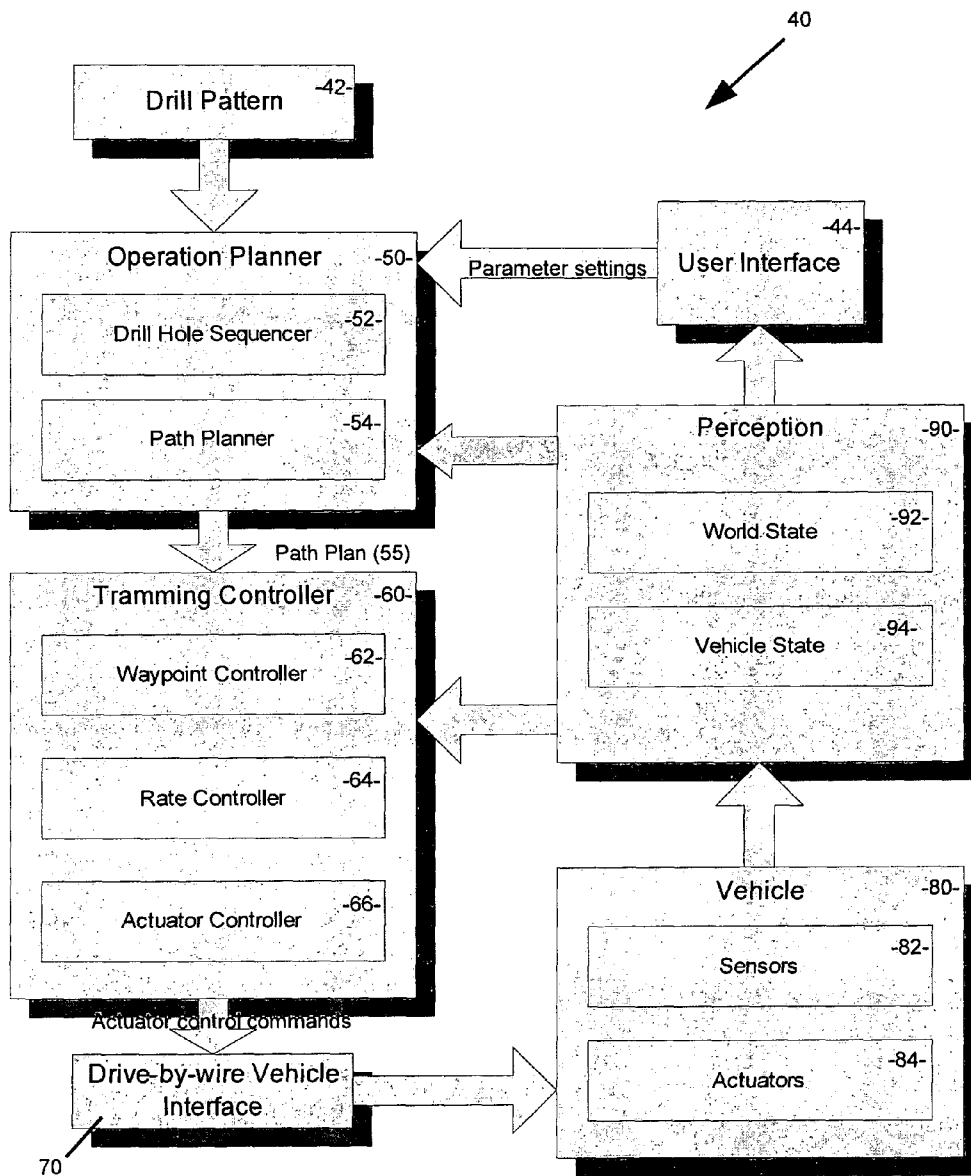 40
Drill Pattern
-42-
Operation Planner
-50-
Drill Hole Sequencer
-52-
Path Planner
-54-
Parameter settings
User Interface
-44-
Path Plan (55)
Perception
-90-
World State
-92-
Vehicle State
-94-
Tramming Controller
-60-
Waypoint Controller
-62-
Rate Controller
-64-
Actuator Controller
-66-
Actuator control commands
Drive-by-wire Vehicle
Interface
70
Vehicle
-80-
Sensors
-82-
Actuators
-84-